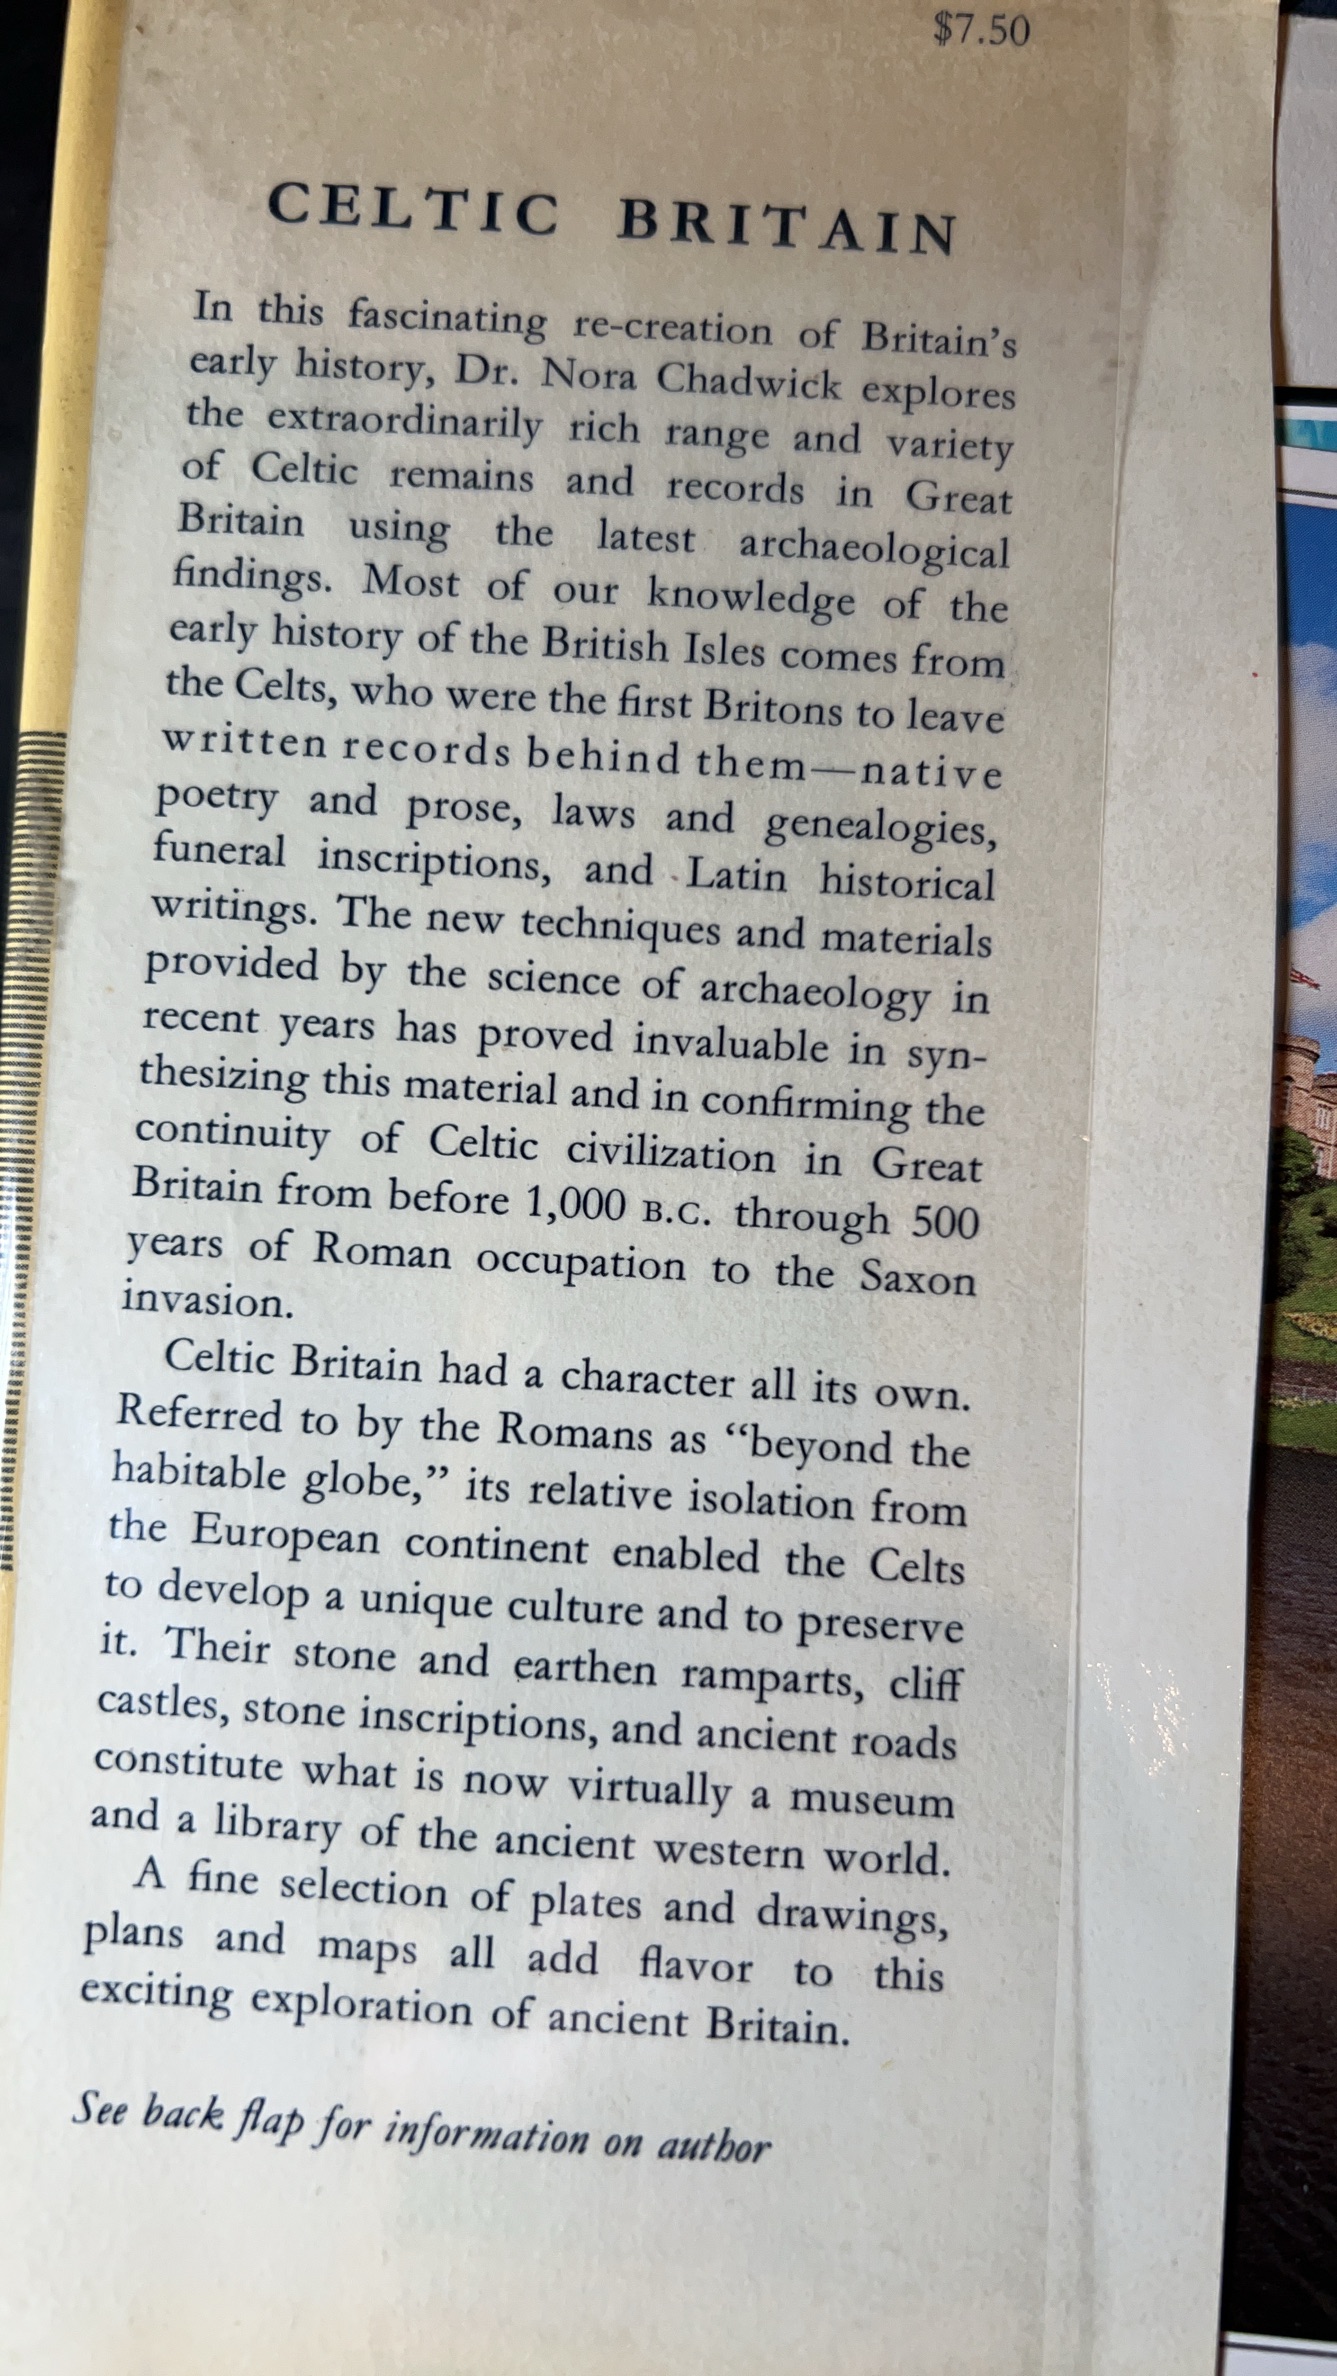 $7.50
CELTIC BRITAIN
In this fascinating re-creation of Britain's
early history, Dr. Nora Chadwick explores
the extraordinarily rich range and variety
of Celtic remains and records in Great
Britain using the latest archaeological
findings. Most of our knowledge of the
early history of the British Isles comes from
the Celts, who were the first Britons to leave
written records behind them—native
poetry and prose, laws and genealogies,
funeral inscriptions, and Latin historical
writings. The new techniques and materials
provided by the science of archaeology in
recent years has proved invaluable in syn-
thesizing this material and in confirming the
continuity of Celtic civilization in Great
Britain from before 1,000 B.C. through 500
years of Roman occupation to the Saxon
invasion.
Celtic Britain had a character all its own.
Referred to by the Romans as “beyond the
habitable globe,” its relative isolation from
the European continent enabled the Celts
to develop a unique culture and to preserve
it. Their stone and earthen ramparts, cliff
castles, stone inscriptions, and ancient roads
constitute what is now virtually a museum
and a library of the ancient western world.
A fine selection of plates and drawings,
plans and maps all add flavor to this
exciting exploration of ancient Britain.
See back flap for information on author